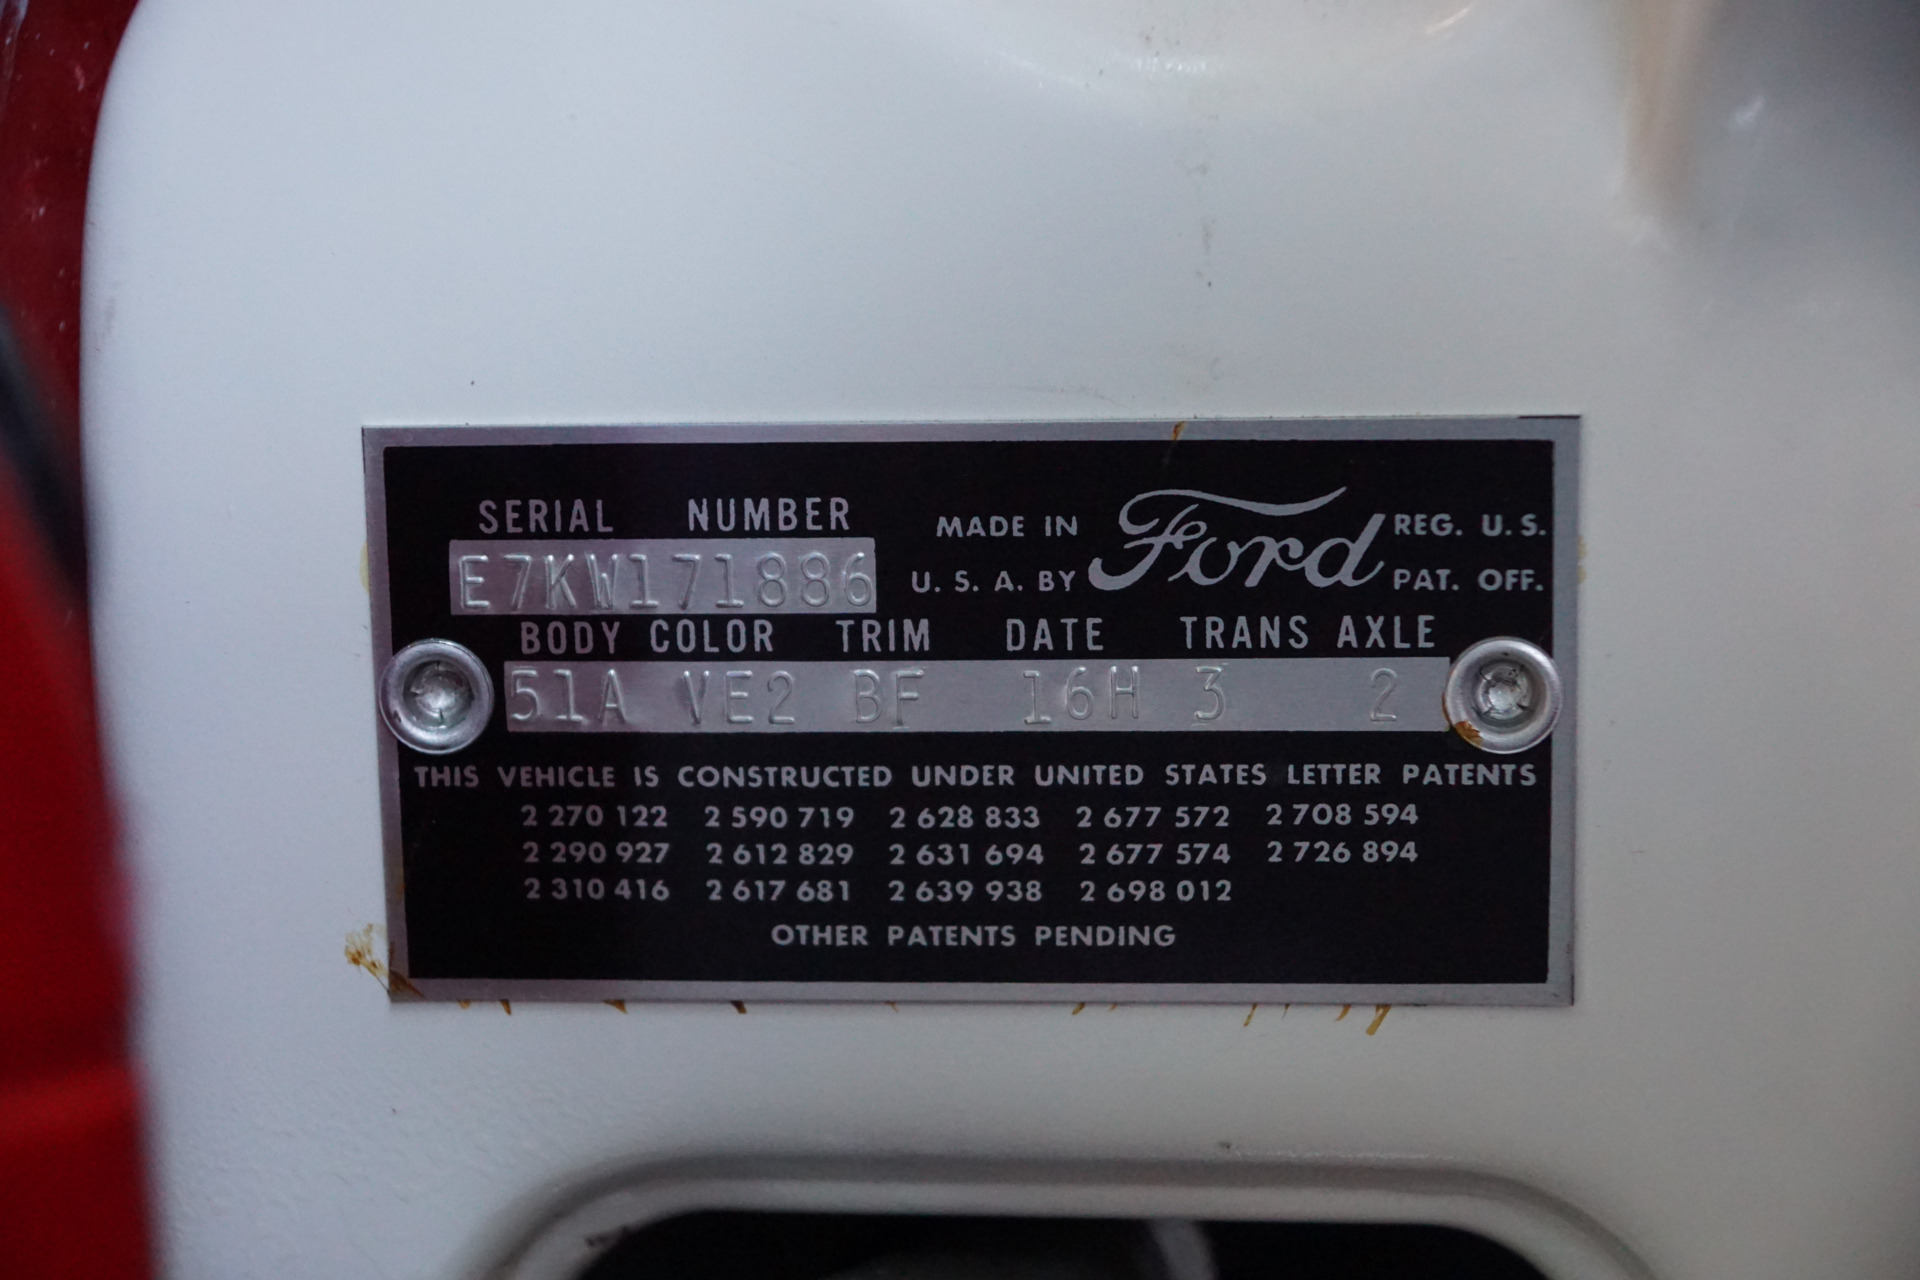 SERIAL NUMBER
E7KW171886
MADE IN
U. S. A. BY
Ford
REG. U. S.
PAT. OFF.
BODY COLOR TRIM DATE TRANS AXLE
51A VE2 BF 16H 3 2
THIS VEHICLE IS CONSTRUCTED UNDER UNITED STATES LETTER PATENTS
2 270 122 2 590 719 2 628 833 2 677 572 2 708 594
2 290 927 2 612 829 2 631 694 2 677 574 2 726 894
2 310 416 2 617 681 2 639 938 2 698 012
OTHER PATENTS PENDING